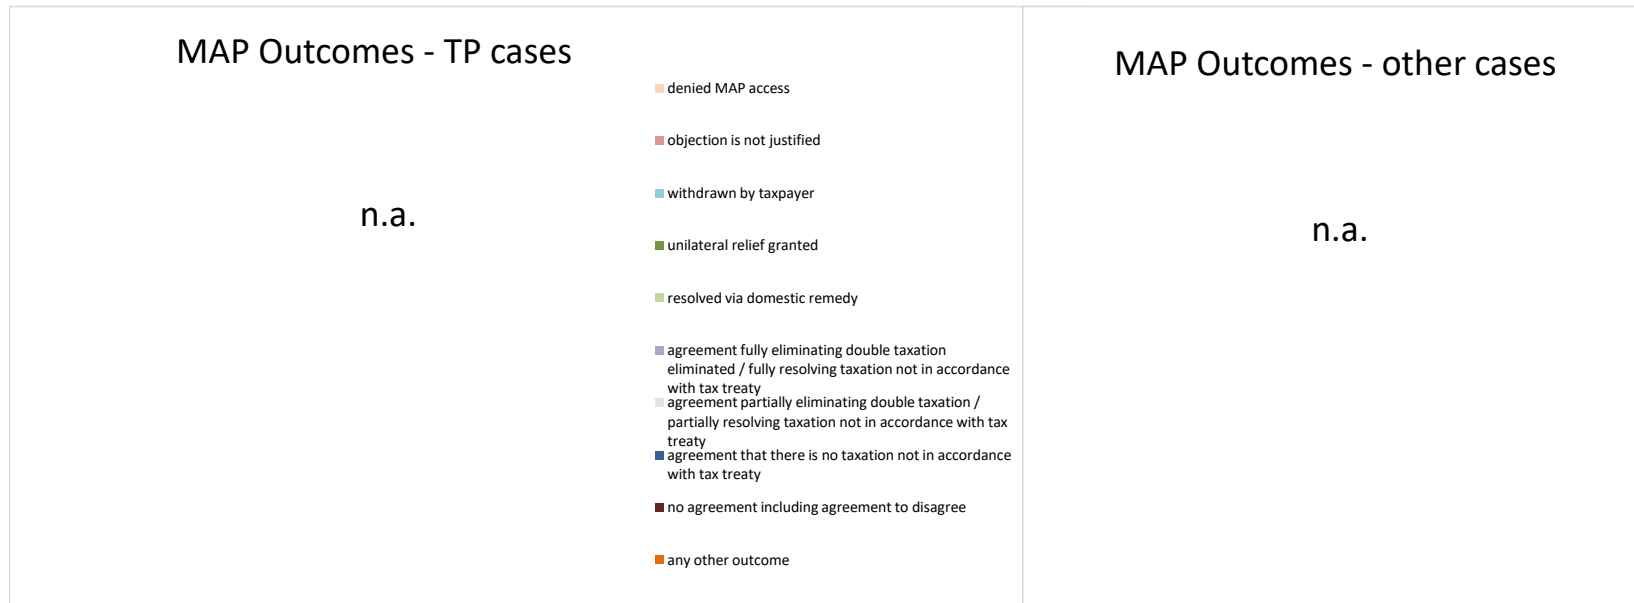 MAP Outcomes - TP cases
n.a.
denied MAP access
objection is not justified
withdrawn by taxpayer
unilateral relief granted
resolved via domestic remedy
agreement fully eliminating double taxation
eliminated / fully resolving taxation not in accordance
with tax treaty
agreement partially eliminating double taxation /
partially resolving taxation not in accordance with tax
treaty
agreement that there is no taxation not in accordance
with tax treaty
no agreement including agreement to disagree
any other outcome
MAP Outcomes - other cases
n.a.